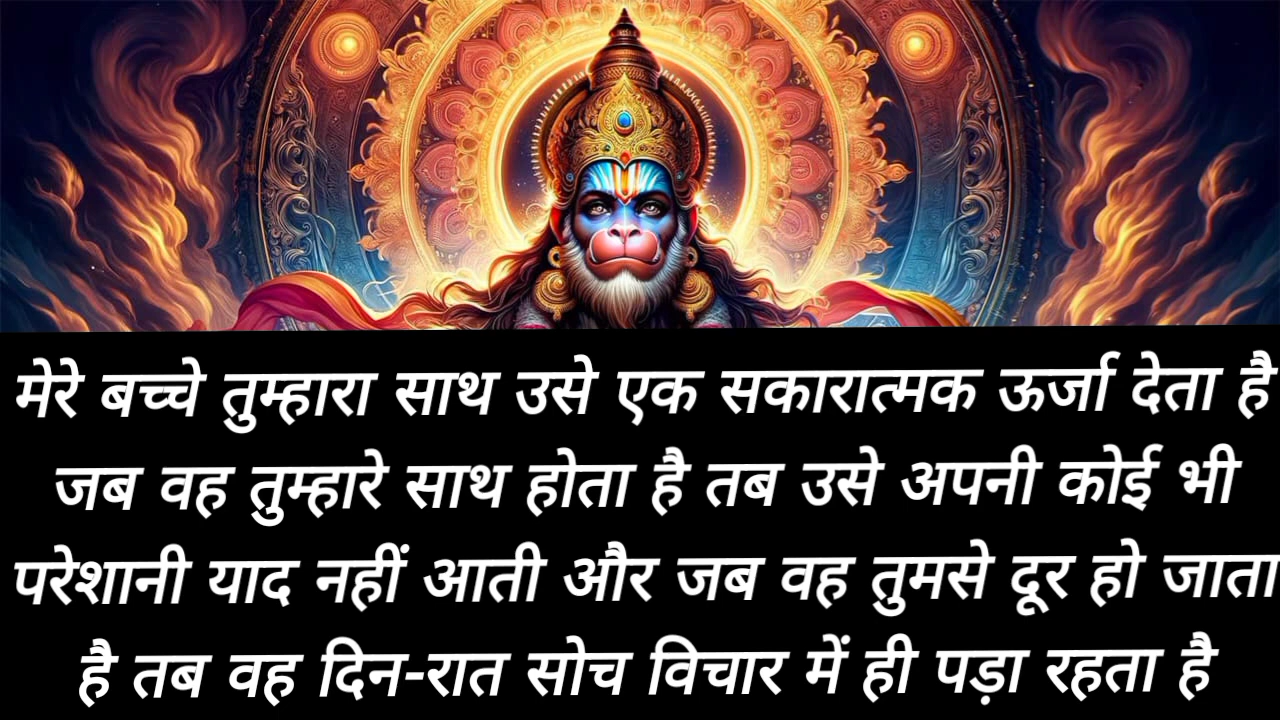 मेरे बच्चे तुम्हारा साथ उसे एक सकारात्मक ऊर्जा देता है
जब वह तुम्हारे साथ होता है तब उसे अपनी कोई भी
परेशानी याद नहीं आती और जब वह तुमसे दूर हो जाता
है तब वह दिन-रात सोच विचार में ही पड़ा रहता है